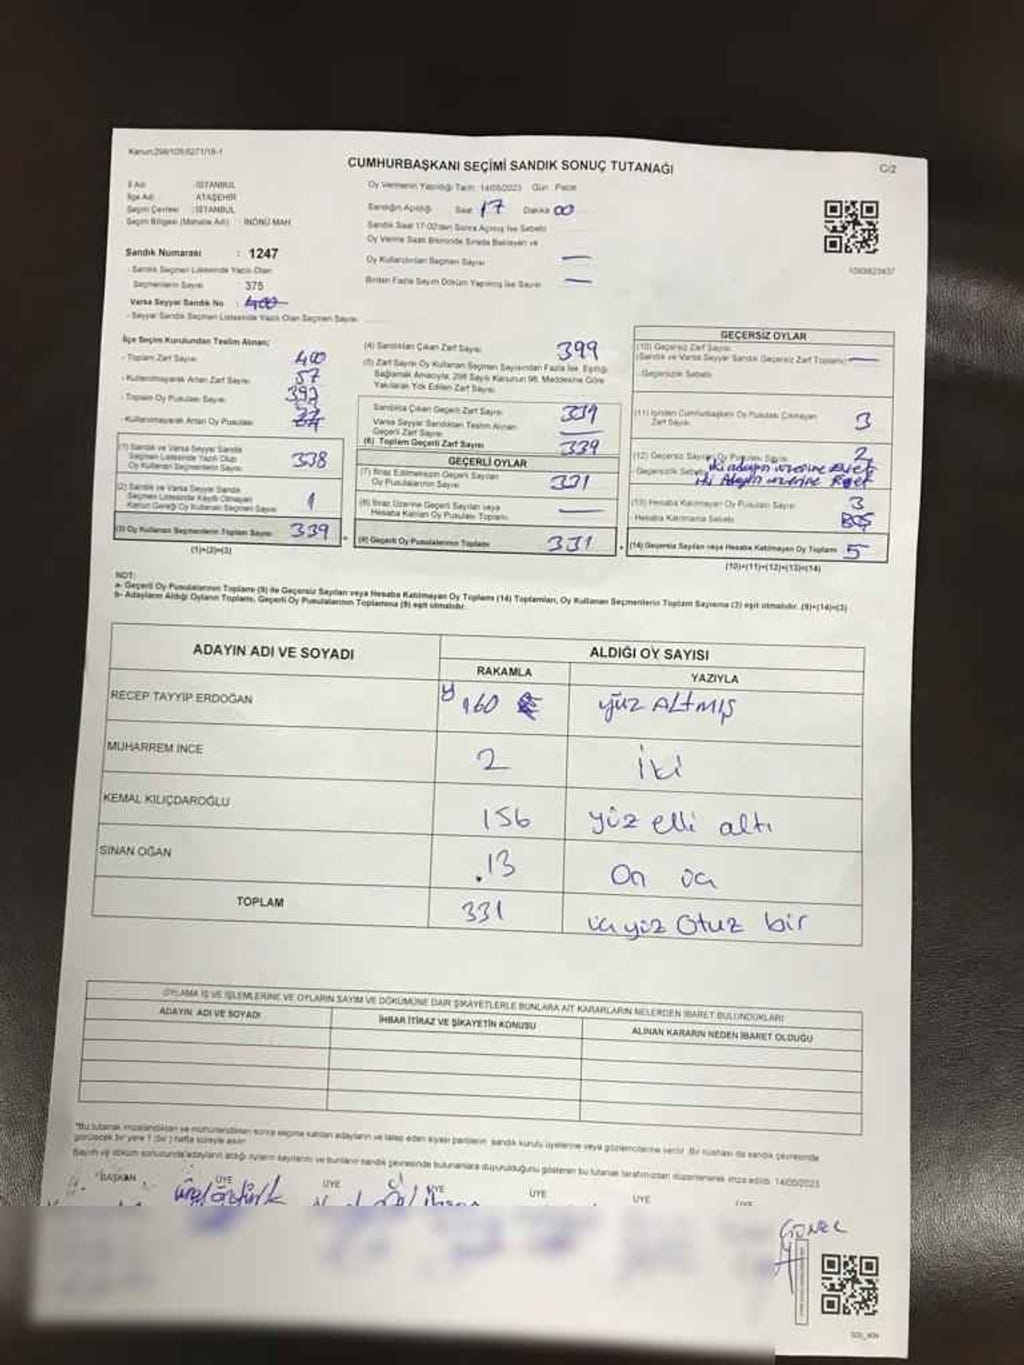 Kanun:298/105,6271/18-1
CUMHURBAŞKANI SEÇİMİ SANDIK SONUÇ TUTANAĞI
C/2
İl Adı : İSTANBUL
İlçe Adı : ATAŞEHİR
Seçim Çevresi : İSTANBUL
Seçim Bölgesi (Mahalle Adı) : İNÖNÜ MAH
Oy Vermenin Yapıldığı Tarih: 14/05/2023 Gün: Pazar
Sandığın Açıldığı Saat 17 Dakika 00
Sandık Saat 17:00'den Sonra Açılmış İse Sebebi
Oy Verme Saati Bitiminde Sırada Bekleyen ve
Oy Kullandırılan Seçmen Sayısı —
Birden Fazla Sayım Döküm Yapılmış İse Sayısı —
Sandık Numarası : 1247
- Sandık Seçmen Listesinde Yazılı Olan
Seçmenlerin Sayısı 375
Varsa Seyyar Sandık No : 400
- Seyyar Sandık Seçmen Listesinde Yazılı Olan Seçmen Sayısı
İlçe Seçim Kurulundan Teslim Alınan;
- Toplam Zarf Sayısı 400
- Kullanılmayarak Artan Zarf Sayısı 57
- Toplam Oy Pusulası Sayısı 392
- Kullanılmayarak Artan Oy Pusulası
(1) Sandık ve Varsa Seyyar Sandık
Seçmen Listesinde Yazılı Olup
Oy Kullanan Seçmenlerin Sayısı 338
(2) Sandık ve Varsa Seyyar Sandık
Seçmen Listesinde Kayıtlı Olmayan
Kanun Gereği Oy Kullanan Seçmen Sayısı 1
(3) Oy Kullanan Seçmenlerin Toplam Sayısı 339
(1)+(2)=(3)
(4) Sandıktan Çıkan Zarf Sayısı 399
(5) Zarf Sayısı Oy Kullanan Seçmen Sayısından Fazla İse, Eşitliği
Sağlamak Amacıyla, 298 Sayılı Kanunun 98. Maddesine Göre
Yakılarak Yok Edilen Zarf Sayısı
Sandıkta Çıkan Geçerli Zarf Sayısı 339
Varsa Seyyar Sandıktan Teslim Alınan
Geçerli Zarf Sayısı —
(6) Toplam Geçerli Zarf Sayısı 339
GEÇERLİ OYLAR
(7) İtiraz Edilmeksizin Geçerli Sayılan
Oy Pusulalarının Sayısı 331
(8) İtiraz Üzerine Geçerli Sayılan veya
Hesaba Katılan Oy Pusulası Toplamı —
(9) Geçerli Oy Pusulalarının Toplamı 331
GEÇERSİZ OYLAR
(10) Geçersiz Zarf Sayısı
(Sandık ve Varsa Seyyar Sandık Geçersiz Zarf Toplamı) —
- Geçersizlik Sebebi
(11) İçinden Cumhurbaşkanı Oy Pusulası Çıkmayan
Zarf Sayısı 3
(12) Geçersiz Sayılan Oy Pusulası Sayısı 2
- Geçersizlik Sebebi iki adayın üzerine Evet
iki Adayın üzerine
(13) Hesaba Katılmayan Oy Pusulası Sayısı 3
- Hesaba Katılmama Sebebi BOŞ
(14) Geçersiz Sayılan veya Hesaba Katılmayan Oy Toplamı 5
(10)+(11)+(12)+(13)=(14)
NOT:
a- Geçerli Oy Pusulalarının Toplamı (9) ile Geçersiz Sayılan veya Hesaba Katılmayan Oy Toplamı (14) Toplamları, Oy Kullanan Seçmenlerin Toplam Sayısına (3) eşit olmalıdır. (9)+(14)=(3)
b- Adayların Aldığı Oyların Toplamı, Geçerli Oy Pusulalarının Toplamına (9) eşit olmalıdır.
ADAYIN ADI VE SOYADI
ALDIĞI OY SAYISI
RAKAMLA YAZIYLA
RECEP TAYYİP ERDOĞAN 160 yüz ALTMIŞ
MUHARREM İNCE 2 iki
KEMAL KILIÇDAROĞLU 156 yüz elli altı
SİNAN OĞAN 13 On üç
TOPLAM 331 üçyüz Otuz bir
OYLAMA İŞ VE İŞLEMLERİNE VE OYLARIN SAYIM VE DÖKÜMÜNE DAİR ŞİKAYETLERLE BUNLARA AİT KARARLARIN NELERDEN İBARET BULUNDUKLARI
ADAYIN ADI VE SOYADI İHBAR İTİRAZ VE ŞİKAYETİN KONUSU ALINAN KARARIN NEDEN İBARET OLDUĞU
*Bu tutanak imzalandıktan ve mühürlendikten sonra seçime katılan adayların ve talep eden siyasi partilerin sandık kurulu üyelerine veya gözlemcilerine verilir. Bir nüshası da sandık çevresinde
görülecek bir yere 1 (bir) hafta süreyle asılır.
Sayım ve döküm sonucunda adayların aldığı oyların sayılarını ve bunların sandık çevresinde bulunanlara duyurulduğunu gösteren bu tutanak tarafımızdan düzenlenerek imza edildi. 14/05/2023
BAŞKAN ÜYE ÜYE ÜYE ÜYE ÜYE ÜYE